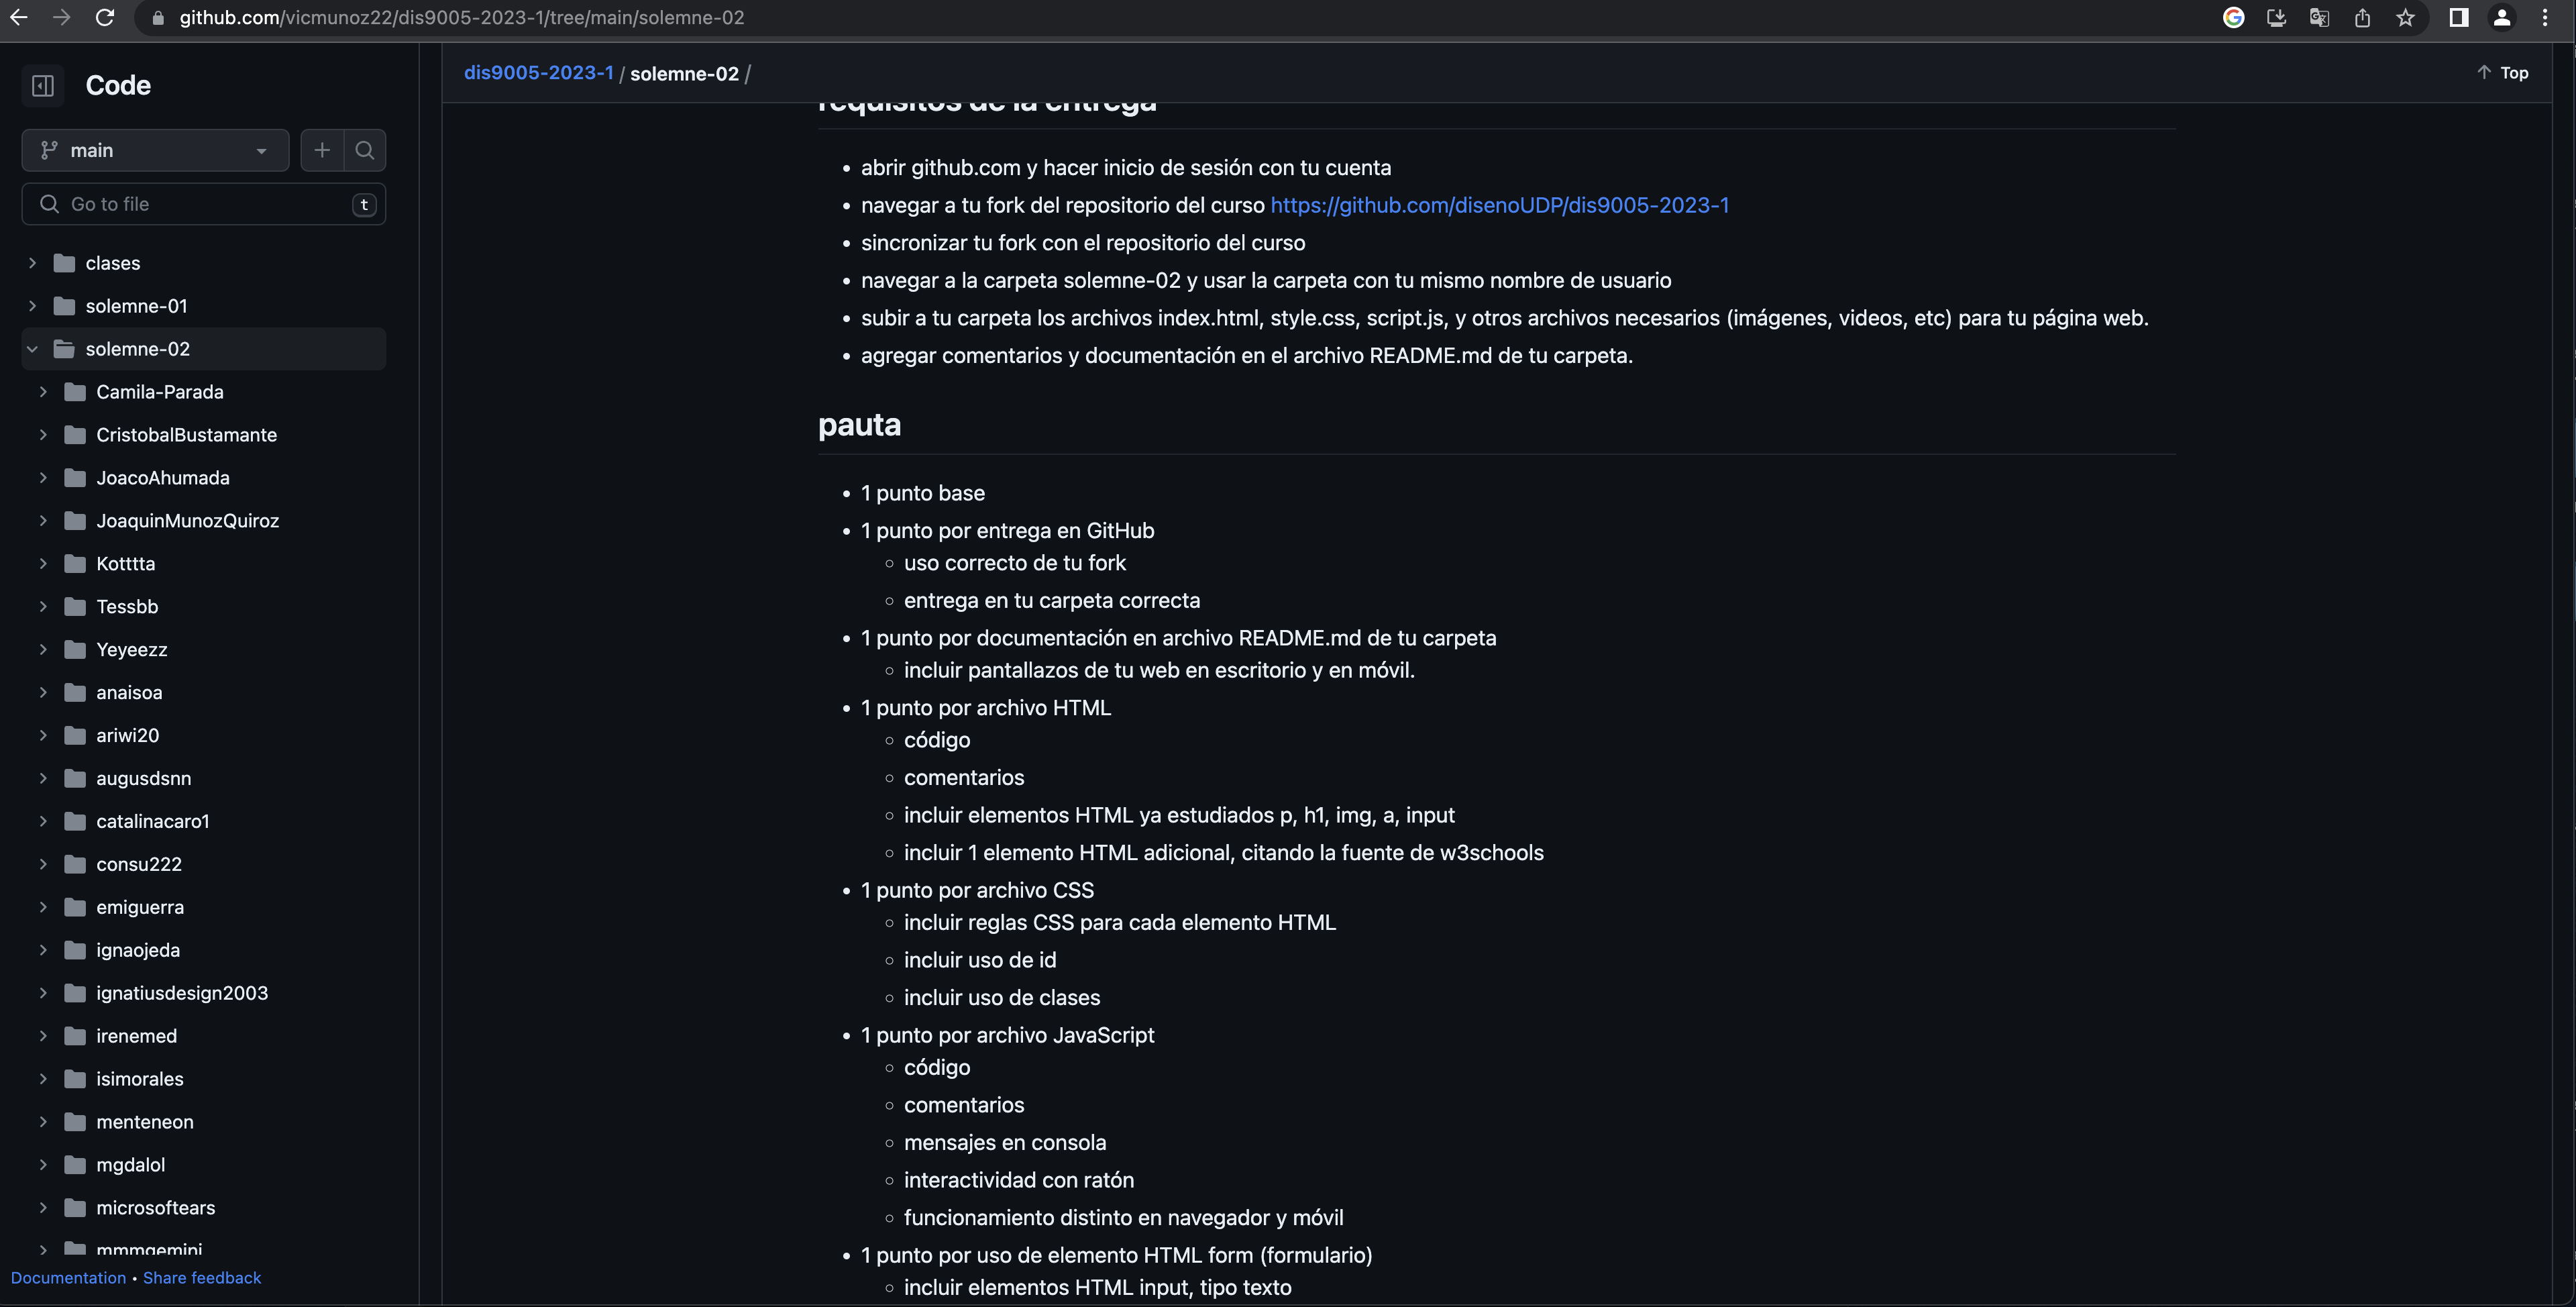 github.com/vicmunoz22/dis9005-2023-1/tree/main/solemne-02
Code
main
Go to file
t
clases
solemne-01
solemne-02
Camila-Parada
CristobalBustamante
JoacoAhumada
JoaquinMunozQuiroz
Kotttta
Tessbb
Yeyeezz
anaisoa
ariwi20
augusdsnn
catalinacaro1
consu222
emiguerra
ignaojeda
ignatiusdesign2003
irenemed
isimorales
menteneon
mgdalol
microsoftears
mmmgemini
Documentation • Share feedback
dis9005-2023-1 / solemne-02 /
Top
requisitos de la entrega
• abrir github.com y hacer inicio de sesión con tu cuenta
• navegar a tu fork del repositorio del curso https://github.com/disenoUDP/dis9005-2023-1
• sincronizar tu fork con el repositorio del curso
• navegar a la carpeta solemne-02 y usar la carpeta con tu mismo nombre de usuario
• subir a tu carpeta los archivos index.html, style.css, script.js, y otros archivos necesarios (imágenes, videos, etc) para tu página web.
• agregar comentarios y documentación en el archivo README.md de tu carpeta.
pauta
• 1 punto base
• 1 punto por entrega en GitHub
◦ uso correcto de tu fork
◦ entrega en tu carpeta correcta
• 1 punto por documentación en archivo README.md de tu carpeta
◦ incluir pantallazos de tu web en escritorio y en móvil.
• 1 punto por archivo HTML
◦ código
◦ comentarios
◦ incluir elementos HTML ya estudiados p, h1, img, a, input
◦ incluir 1 elemento HTML adicional, citando la fuente de w3schools
• 1 punto por archivo CSS
◦ incluir reglas CSS para cada elemento HTML
◦ incluir uso de id
◦ incluir uso de clases
• 1 punto por archivo JavaScript
◦ código
◦ comentarios
◦ mensajes en consola
◦ interactividad con ratón
◦ funcionamiento distinto en navegador y móvil
• 1 punto por uso de elemento HTML form (formulario)
◦ incluir elementos HTML input, tipo texto